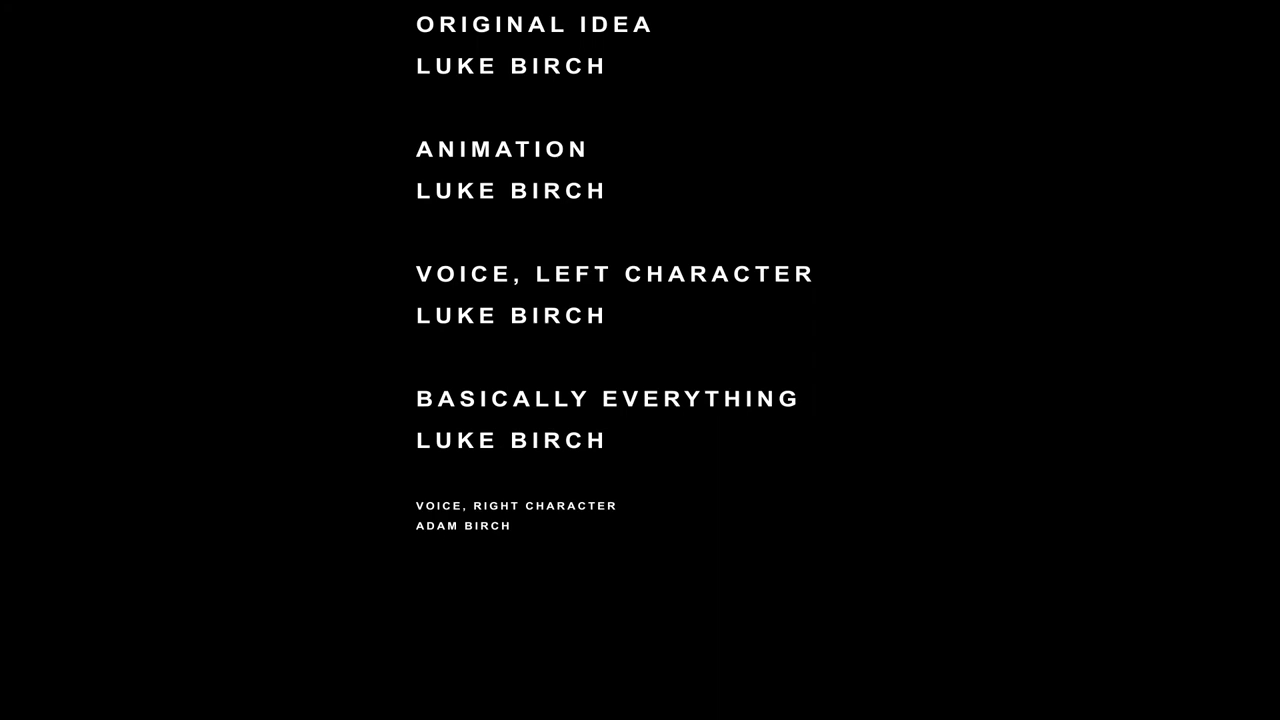 ORIGINAL IDEA
LUKE BIRCH
ANIMATION
LUKE BIRCH
VOICE, LEFT CHARACTER
LUKE BIRCH
BASICALLY EVERYTHING
LUKE BIRCH
VOICE, RIGHT CHARACTER
ADAM BIRCH